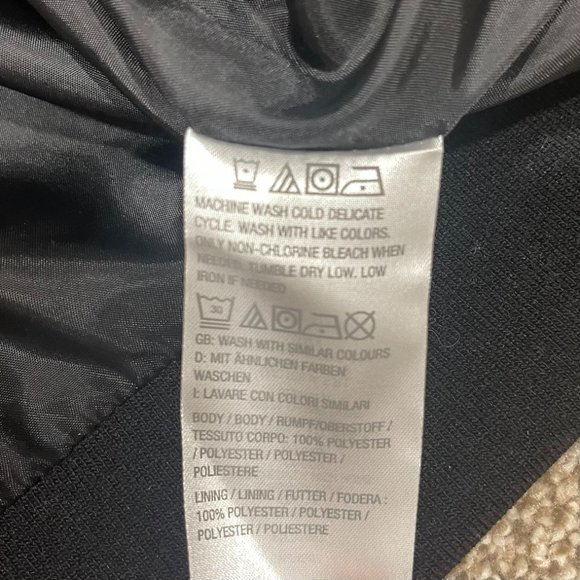 MACHINE WASH COLD DELICATE
CYCLE. WASH WITH LIKE COLORS.
ONLY NON-CHLORINE BLEACH WHEN
NEEDED. TUMBLE DRY LOW. LOW
IRON IF NEEDED
30
GB: WASH WITH SIMILAR COLOURS
D: MIT ÄHNLICHEN FARBEN
WASCHEN
I: LAVARE CON COLORI SIMILARI
BODY / BODY / RUMPF/OBERSTOFF /
TESSUTO CORPO: 100% POLYESTER
/ POLYESTER / POLYESTER /
POLIESTERE
LINING / LINING / FUTTER / FODERA :
100% POLYESTER / POLYESTER /
POLYESTER / POLIESTERE